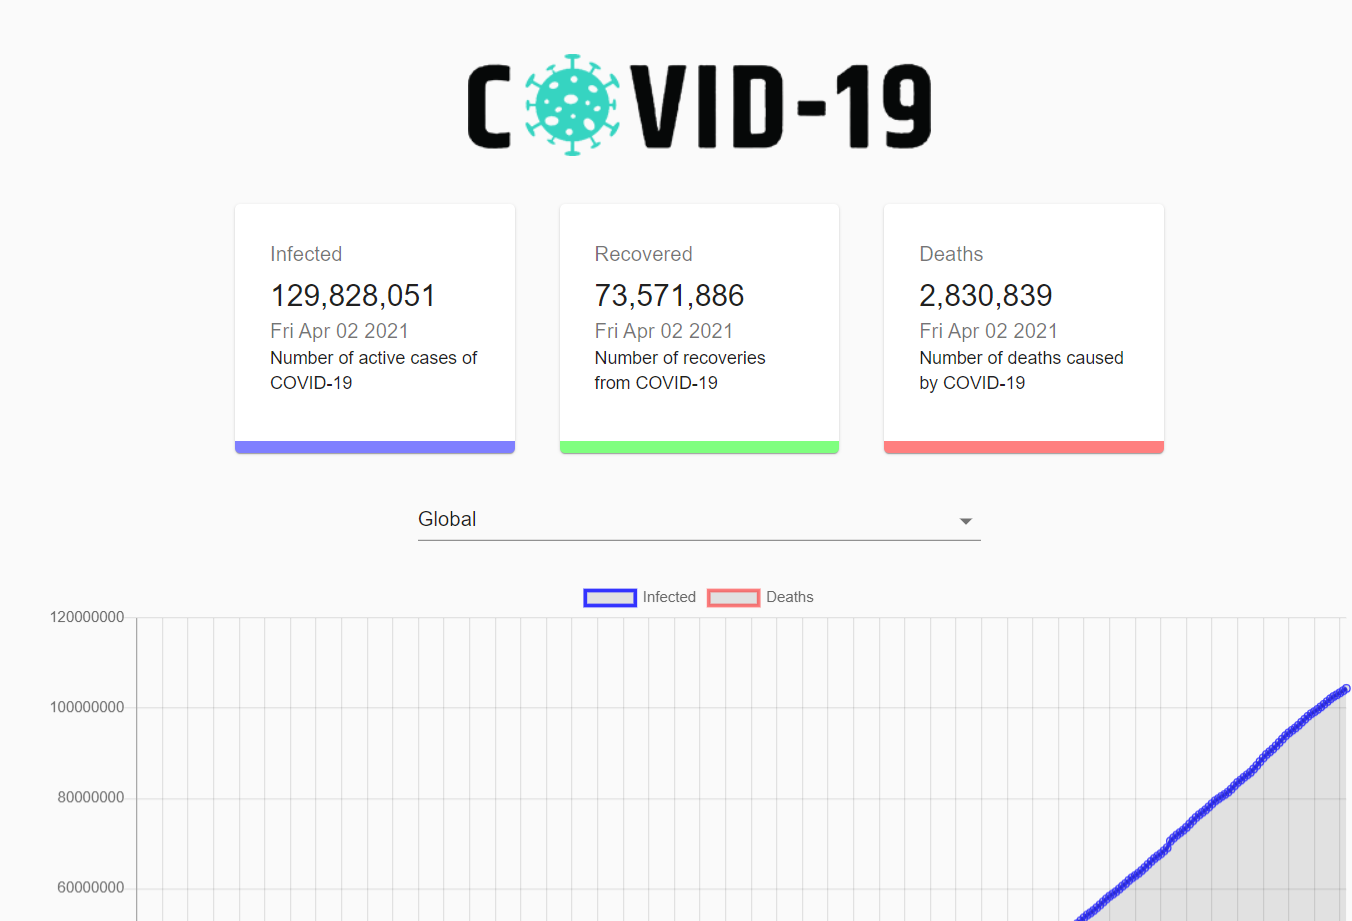 COVID-19
Infected
129,828,051
Fri Apr 02 2021
Number of active cases of
COVID-19
Recovered
73,571,886
Fri Apr 02 2021
Number of recoveries
from COVID-19
Deaths
2,830,839
Fri Apr 02 2021
Number of deaths caused
by COVID-19
Global
Infected Deaths
120000000
100000000
80000000
60000000